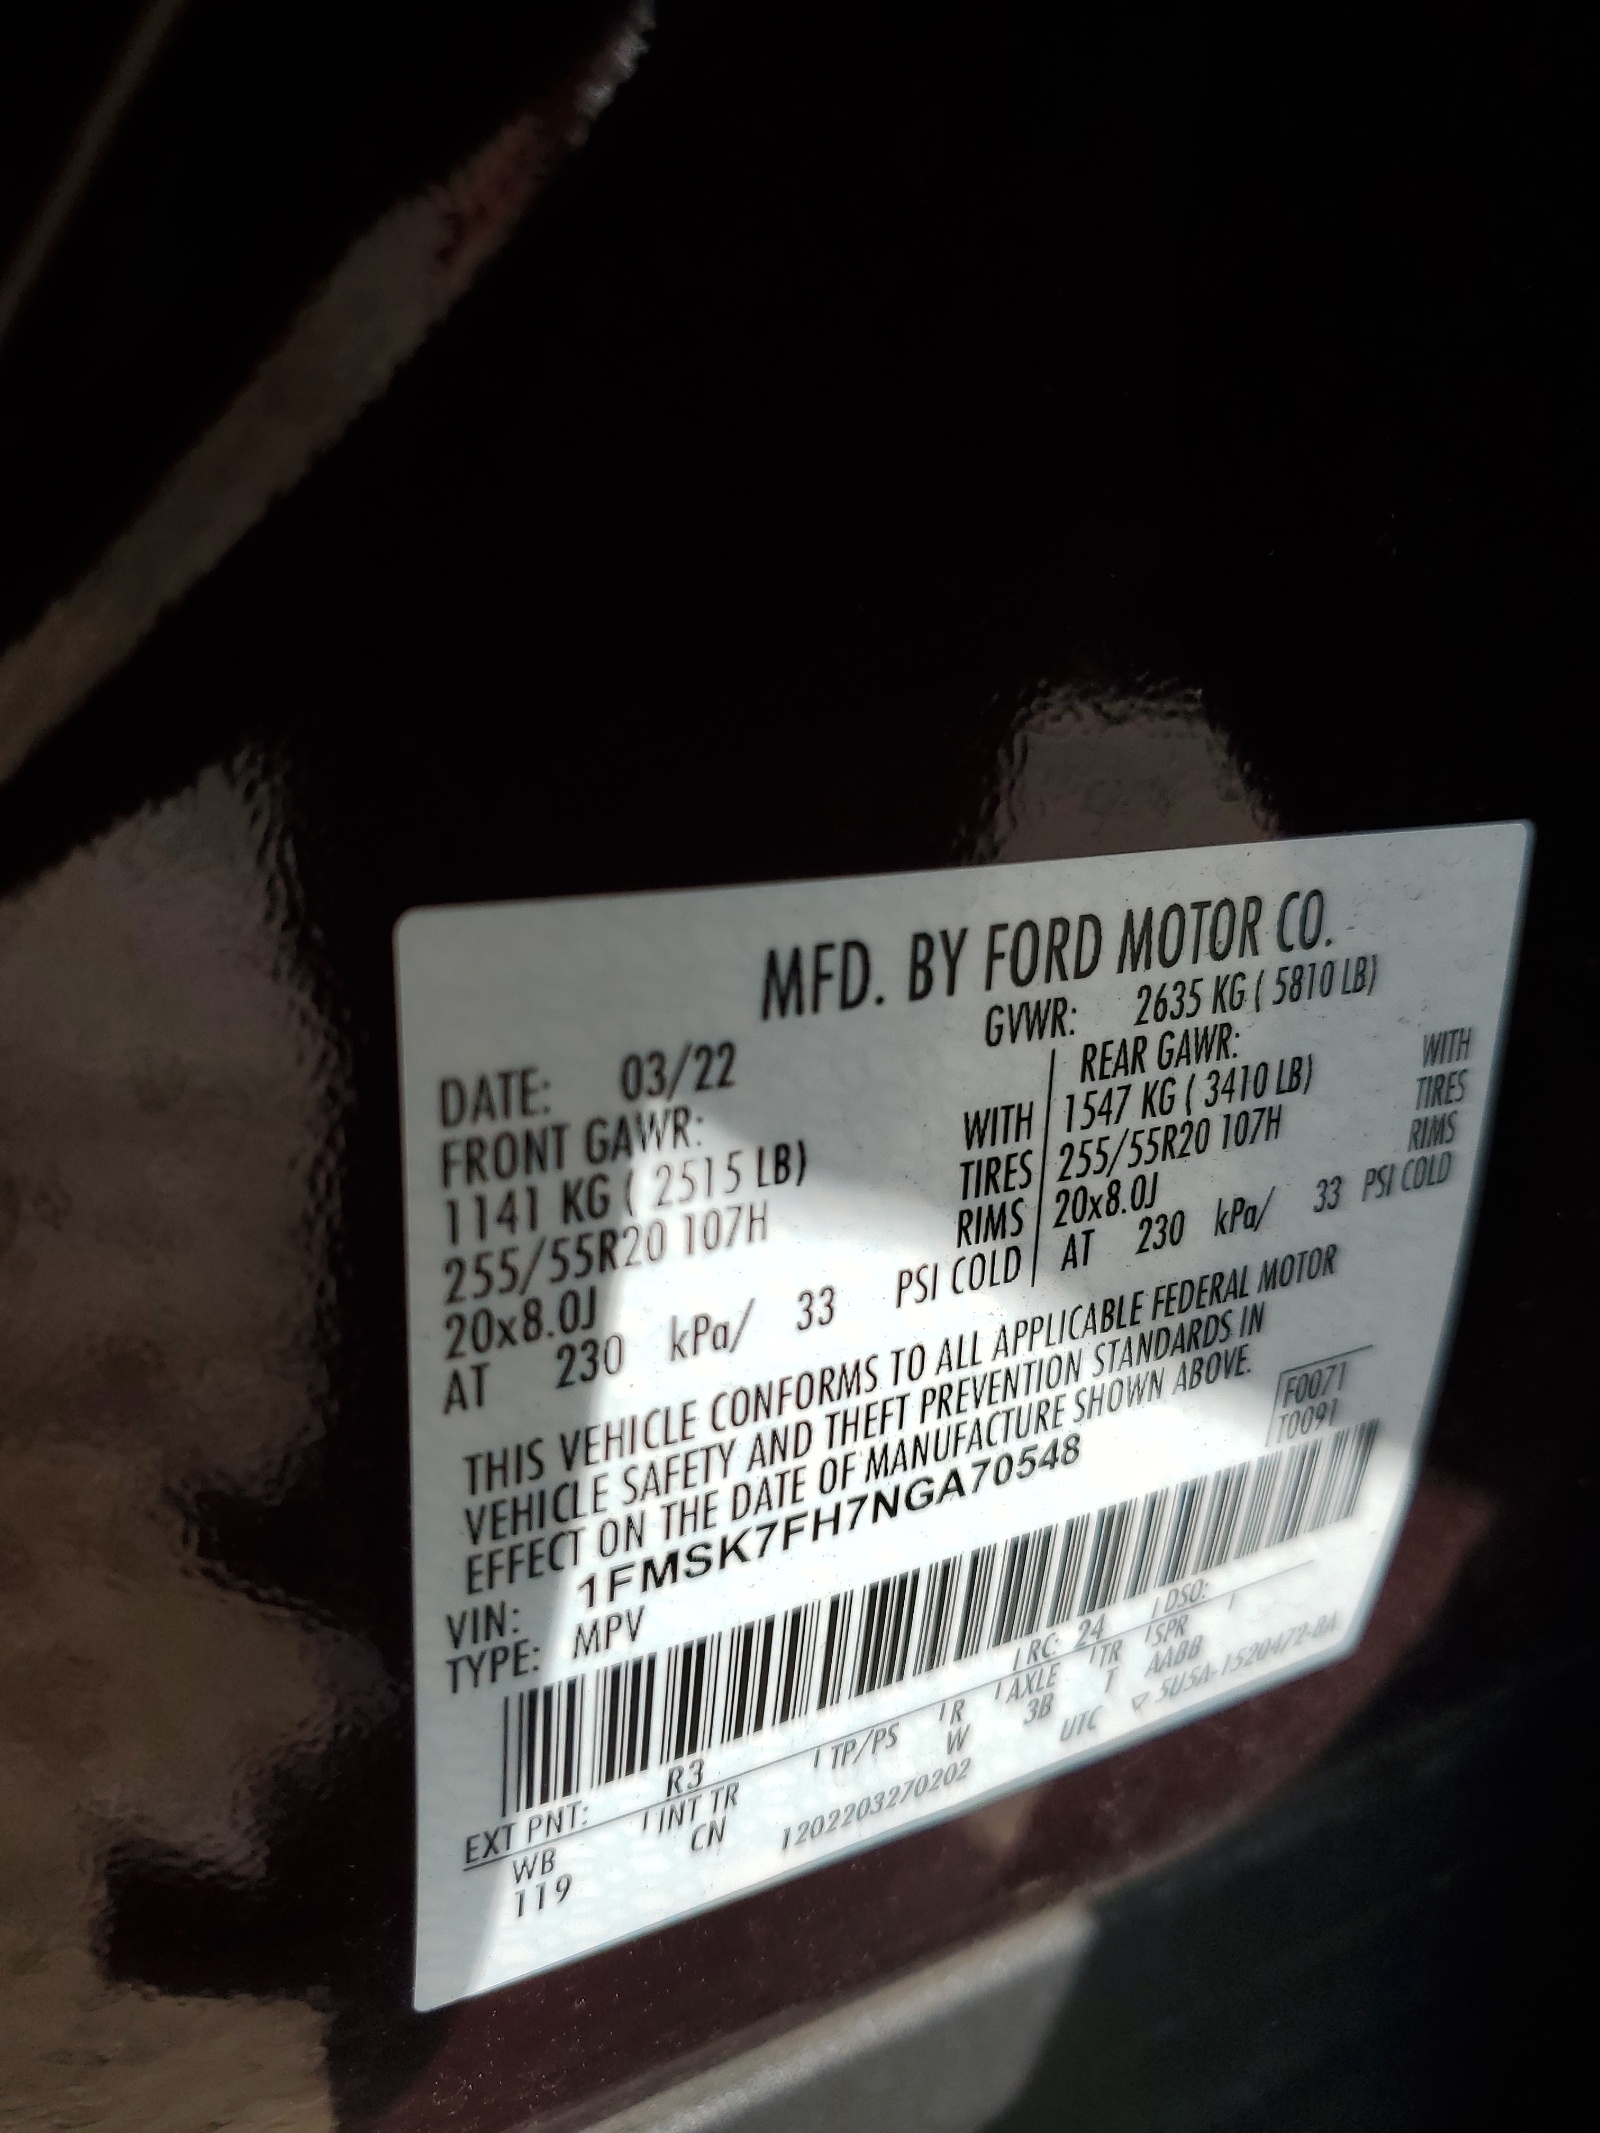 MFD. BY FORD MOTOR CO.
DATE: 03/22 GVWR: 2635 KG ( 5810 LB)
FRONT GAWR: REAR GAWR:
1141 KG ( 2515 LB) WITH 1547 KG ( 3410 LB) WITH
255/55R20 107H TIRES 255/55R20 107H TIRES
20x8.0J RIMS 20x8.0J RIMS
AT 230 kPa/ 33 PSI COLD AT 230 kPa/ 33 PSI COLD
THIS VEHICLE CONFORMS TO ALL APPLICABLE FEDERAL MOTOR
VEHICLE SAFETY AND THEFT PREVENTION STANDARDS IN
EFFECT ON THE DATE OF MANUFACTURE SHOWN ABOVE.
VIN: 1FMSK7FH7NGA70548 F0071
TYPE: MPV T0091
EXT PNT: R3 RC: 24 DSO:
WB INT TR TP/PS R AXLE TR SPR
119 CN W 3B T AABB
1202203270202 UTC ▽ 5U5A-1520472-BA